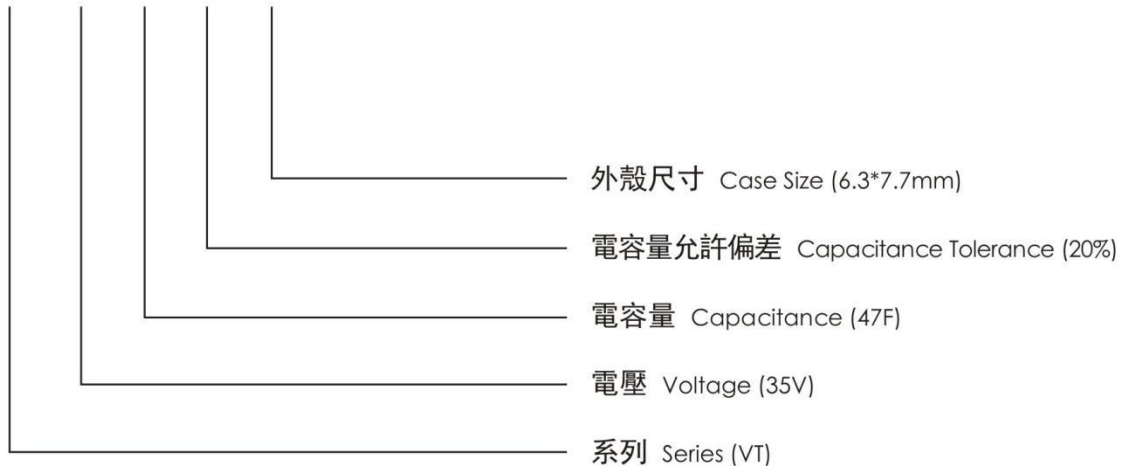 外殼尺寸 Case Size (6.3*7.7mm)
電容量允許偏差 Capacitance Tolerance (20%)
電容量 Capacitance (47F)
電壓 Voltage (35V)
系列 Series (VT)